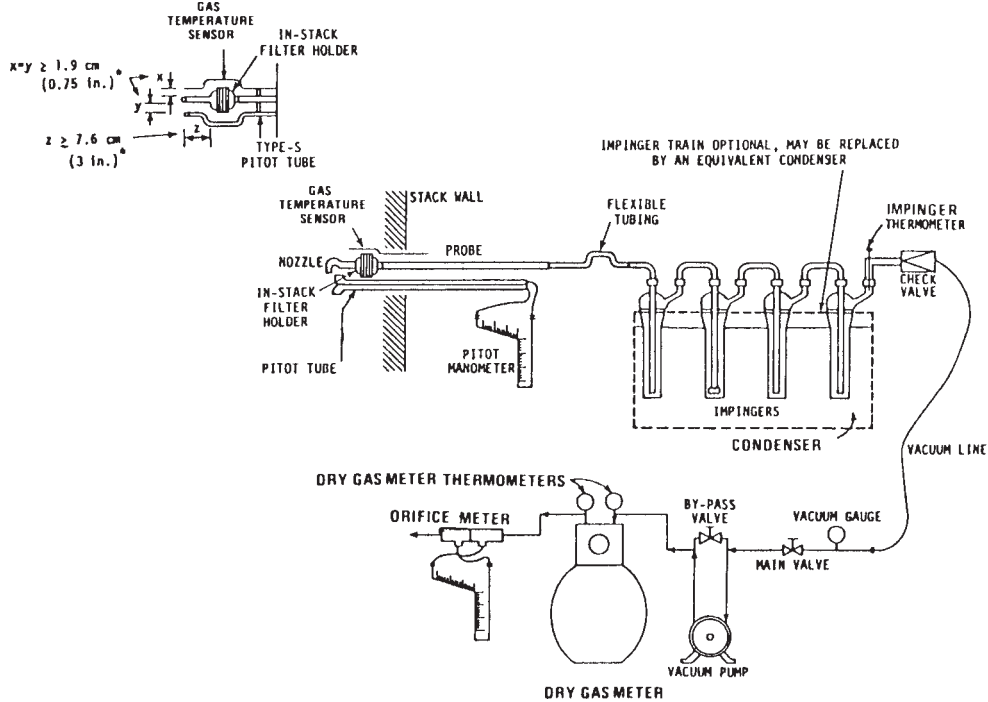 GAS
TEMPERATURE
SENSOR
IN-STACK
FILTER HOLDER
x=y ≥ 1.9 cm
(0.75 in.)*
x
y
z
z ≥ 7.6 cm
(3 in.)*
TYPE-S
PITOT TUBE
IMPINGER TRAIN OPTIONAL, MAY BE REPLACED
BY AN EQUIVALENT CONDENSER
GAS
TEMPERATURE
SENSOR
STACK WALL
FLEXIBLE
TUBING
IMPINGER
THERMOMETER
NOZZLE
PROBE
CHECK
VALVE
IN-STACK
FILTER
HOLDER
PITOT TUBE
PITOT
MANOMETER
IMPINGERS
CONDENSER
VACUUM LINE
DRY GAS METER THERMOMETERS
ORIFICE METER
BY-PASS
VALVE
VACUUM GAUGE
MAIN VALVE
VACUUM PUMP
DRY GAS METER